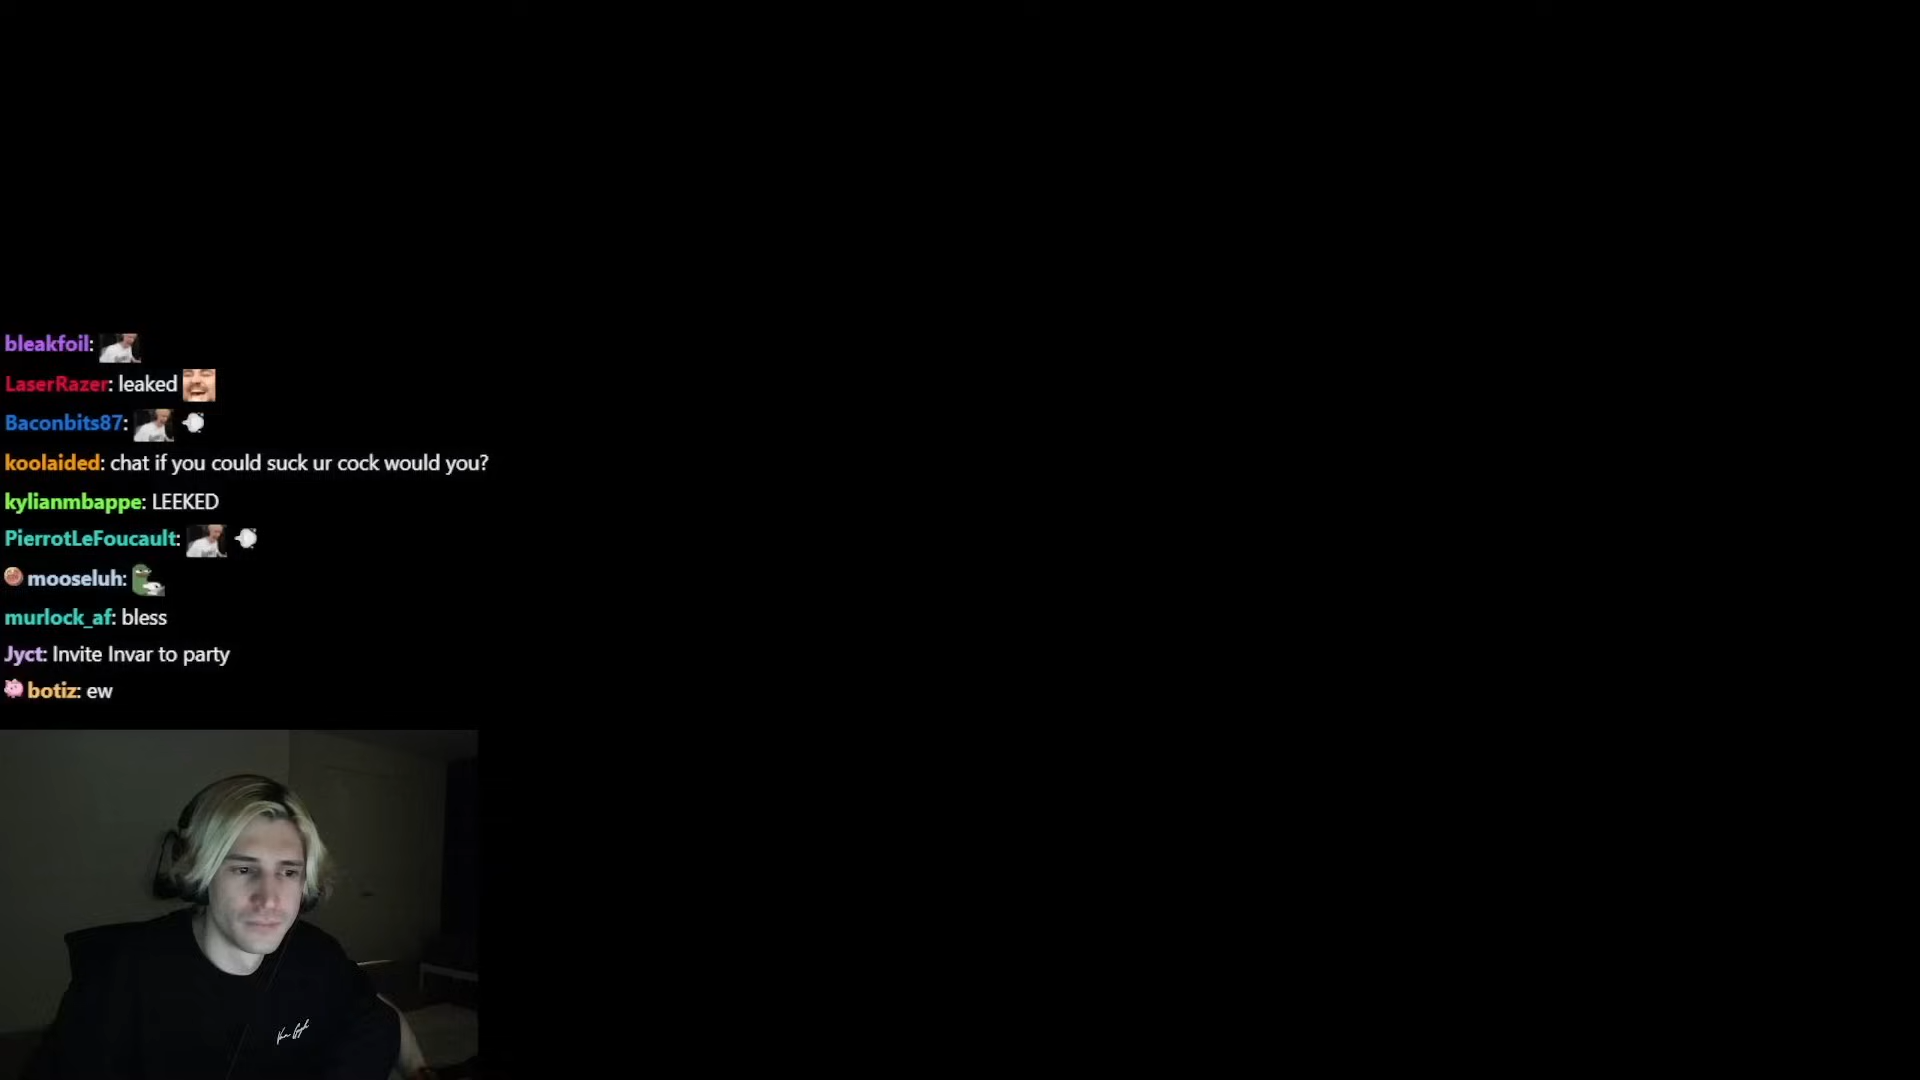 bleakfoil:
LaserRazer: leaked
Baconbits87:
koolaided: chat if you could suck ur cock would you?
kylianmbappe: LEEKED
PierrotLeFoucault:
mooseluh:
murlock_af: bless
Jyct: Invite Invar to party
botiz: ew